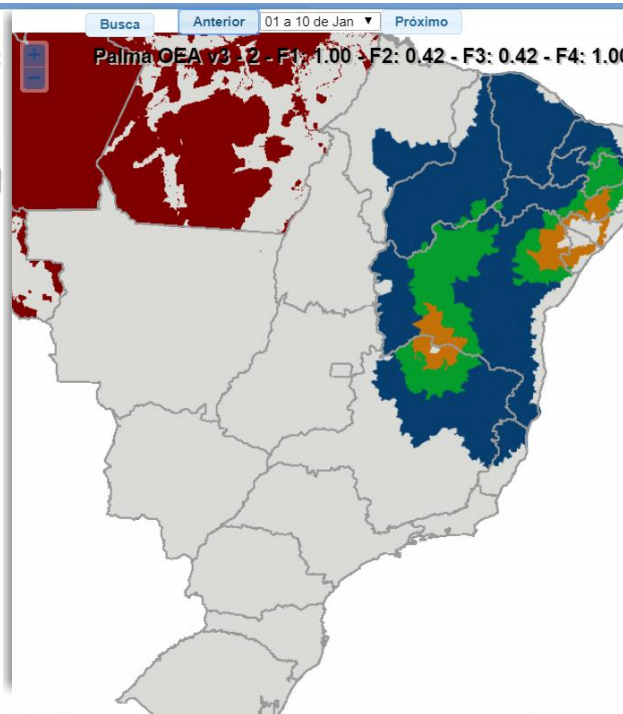 Busca Anterior 01 a 10 de Jan Próximo
+
Palma OEA v3 - 2 - F1: 1.00 - F2: 0.42 - F3: 0.42 - F4: 1.00
−